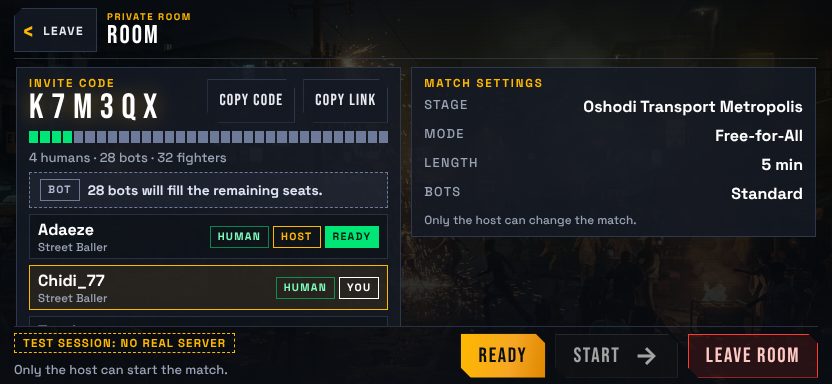 < LEAVE
PRIVATE ROOM
ROOM
INVITE CODE
K7M3QX
COPY CODE
COPY LINK
4 humans · 28 bots · 32 fighters
BOT 28 bots will fill the remaining seats.
Adaeze
Street Baller
HUMAN HOST READY
Chidi_77
Street Baller
HUMAN YOU
MATCH SETTINGS
STAGE Oshodi Transport Metropolis
MODE Free-for-All
LENGTH 5 min
BOTS Standard
Only the host can change the match.
TEST SESSION: NO REAL SERVER
Only the host can start the match.
READY
START →
LEAVE ROOM